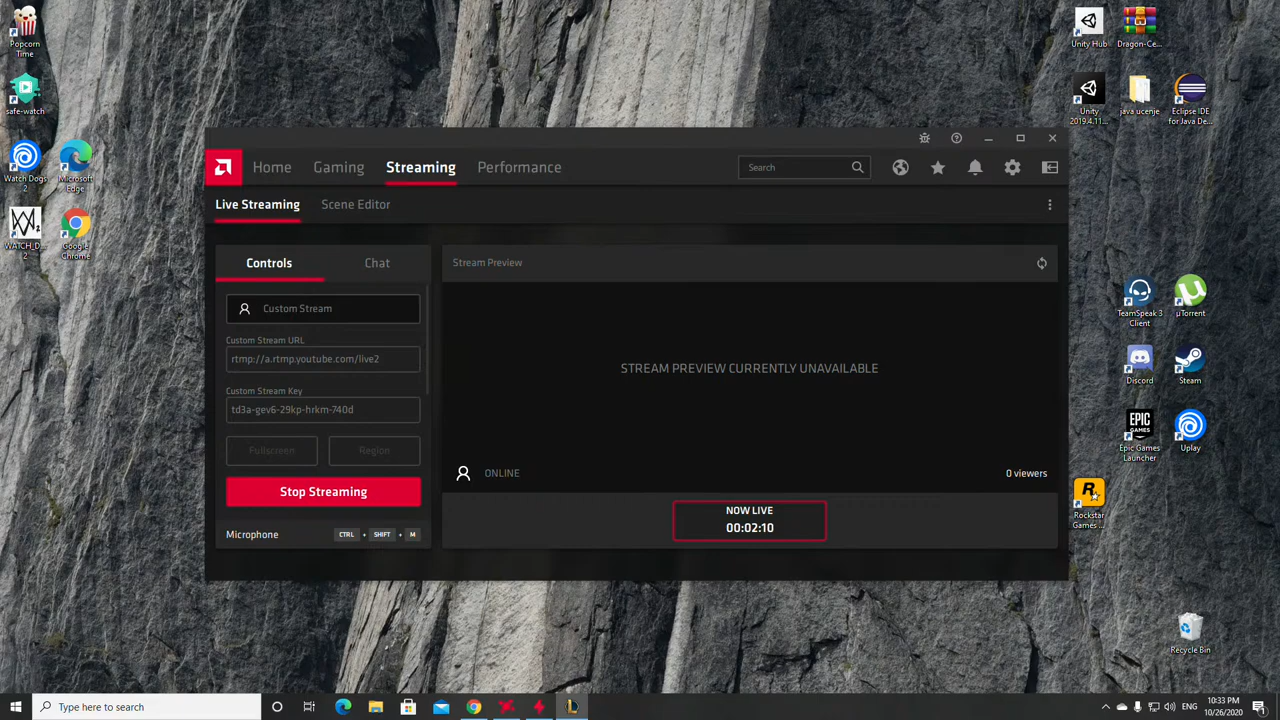 Popcorn
Time
safe-watch
Watch Dogs
2
Microsoft
Edge
WATCH_D...
2
Google
Chrome
Unity Hub
Dragon-Ce...
Unity
2019.4.11...
java ucenje
Eclipse IDE
for Java De...
Home
Gaming
Streaming
Performance
Search
Live Streaming
Scene Editor
Controls
Chat
Custom Stream
Custom Stream URL
rtmp://a.rtmp.youtube.com/live2
Custom Stream Key
td3a-gev6-29kp-hrkm-740d
Fullscreen
Region
Stop Streaming
Microphone
CTRL + SHIFT + M
Stream Preview
STREAM PREVIEW CURRENTLY UNAVAILABLE
ONLINE
0 viewers
NOW LIVE
00:02:10
TeamSpeak 3
Client
µTorrent
Discord
Steam
EPIC
GAMES
Epic Games
Launcher
Uplay
Rockstar
Games ...
Recycle Bin
Type here to search
ENG
10:33 PM
10/26/2020
1